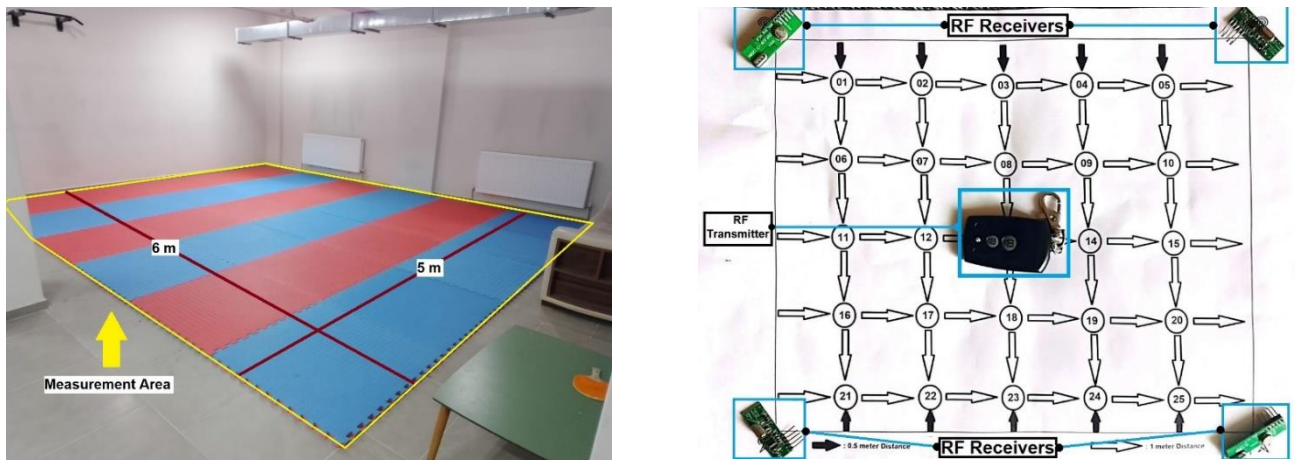 6 m
5 m
Measurement Area
RF Receivers
01 02 03 04 05
06 07 08 09 10
RF
Transmitter
11 12 14 15
16 17 18 19 20
21 22 23 24 25
: 0.5 meter Distance
RF Receivers
: 1 meter Distance